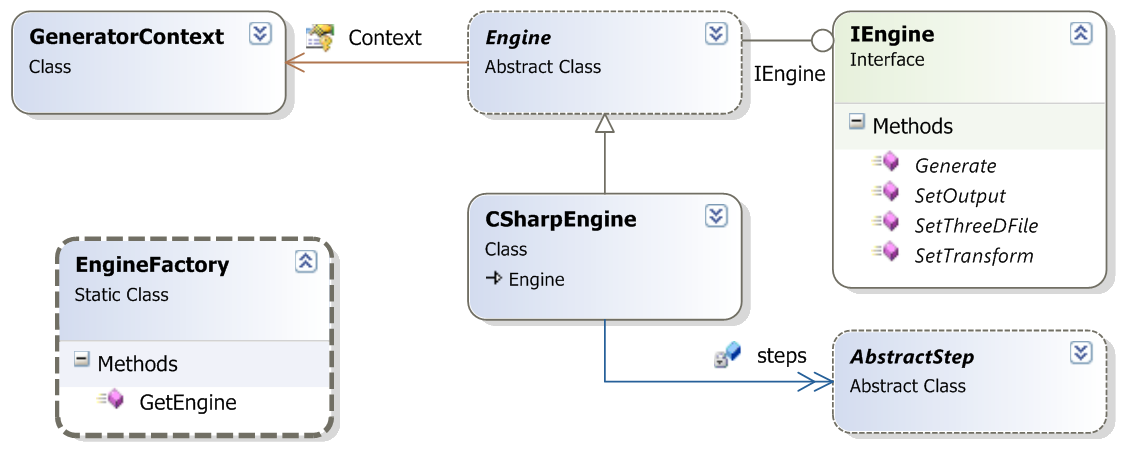 GeneratorContext
Class
Context
Engine
Abstract Class
IEngine
IEngine
Interface
Methods
Generate
SetOutput
SetThreeDFile
SetTransform
CSharpEngine
Class
Engine
EngineFactory
Static Class
Methods
GetEngine
steps
AbstractStep
Abstract Class